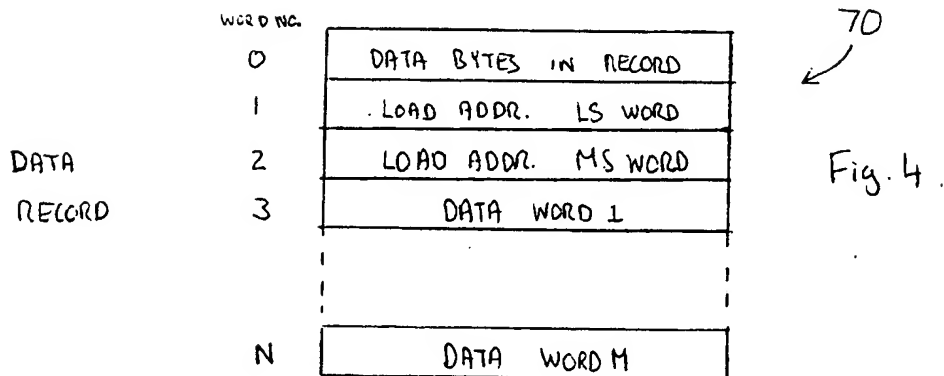 WORD NO.
70
0 DATA BYTES IN RECORD
1 LOAD ADDR. LS WORD
DATA 2 LOAD ADDR. MS WORD
Fig. 4.
RECORD 3 DATA WORD 1
N DATA WORD M